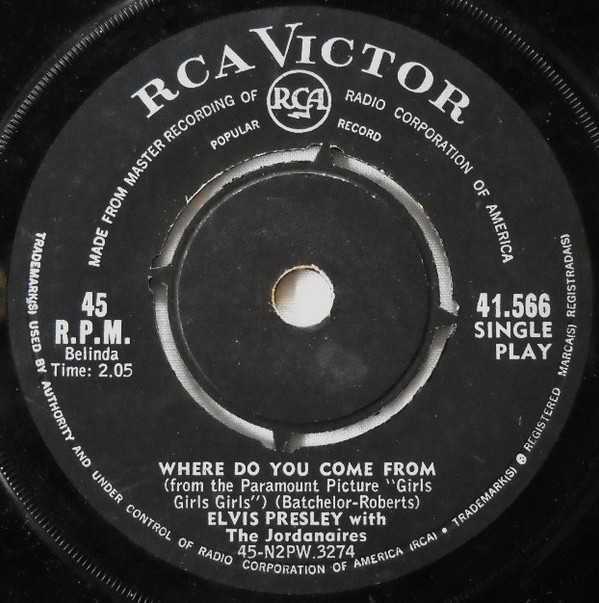 RCA VICTOR
RCA
MADE FROM MASTER RECORDING OF RADIO CORPORATION OF AMERICA
POPULAR RECORD
45
R.P.M.
Belinda
Time: 2.05
41.566
SINGLE
PLAY
WHERE DO YOU COME FROM
(from the Paramount Picture "Girls
Girls Girls") (Batchelor-Roberts)
ELVIS PRESLEY with
The Jordanaires
45-N2PW.3274
TRADEMARK(S) USED BY AUTHORITY AND UNDER CONTROL OF RADIO CORPORATION OF AMERICA (RCA) • TRADEMARK(S) ® REGISTERED MARCA(S) REGISTRADA(S)